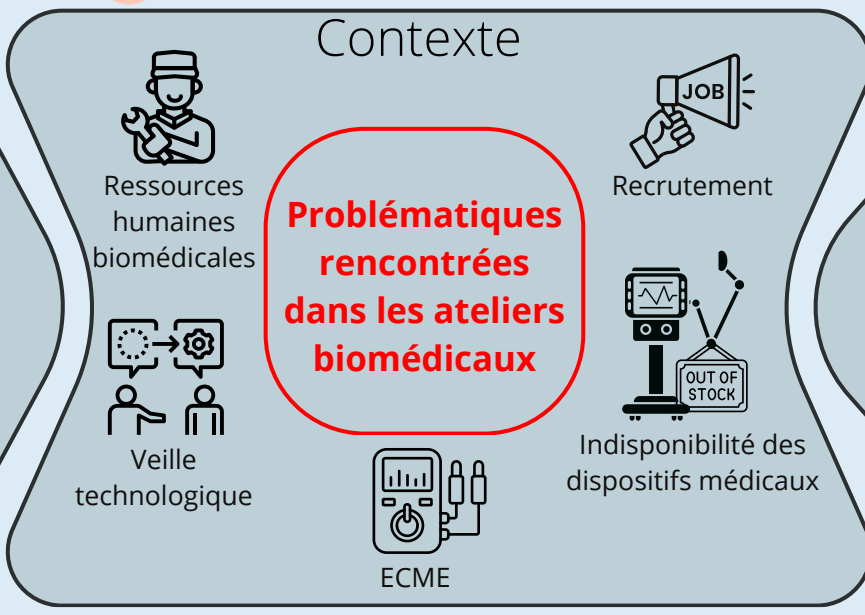 Contexte
Ressources
humaines
biomédicales
JOB
Recrutement
Problématiques
rencontrées
dans les ateliers
biomédicaux
Veille
technologique
OUT OF
STOCK
Indisponibilité des
dispositifs médicaux
ECME